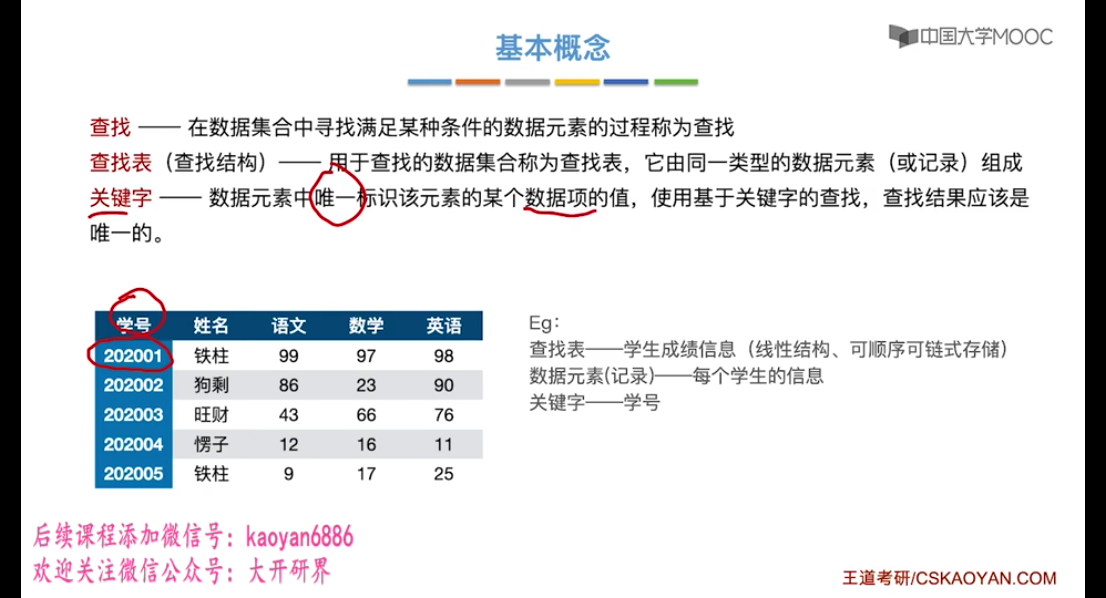 基本概念
中国大学MOOC
查找 —— 在数据集合中寻找满足某种条件的数据元素的过程称为查找
查找表（查找结构）—— 用于查找的数据集合称为查找表，它由同一类型的数据元素（或记录）组成
关键字 —— 数据元素中唯一标识该元素的某个数据项的值，使用基于关键字的查找，查找结果应该是
唯一的。
学号 姓名 语文 数学 英语
202001 铁柱 99 97 98
202002 狗剩 86 23 90
202003 旺财 43 66 76
202004 愣子 12 16 11
202005 铁柱 9 17 25
Eg：
查找表——学生成绩信息（线性结构、可顺序可链式存储）
数据元素(记录)——每个学生的信息
关键字——学号
后续课程添加微信号：kaoyan6886
欢迎关注微信公众号：大开研界
王道考研/CSKAOYAN.COM